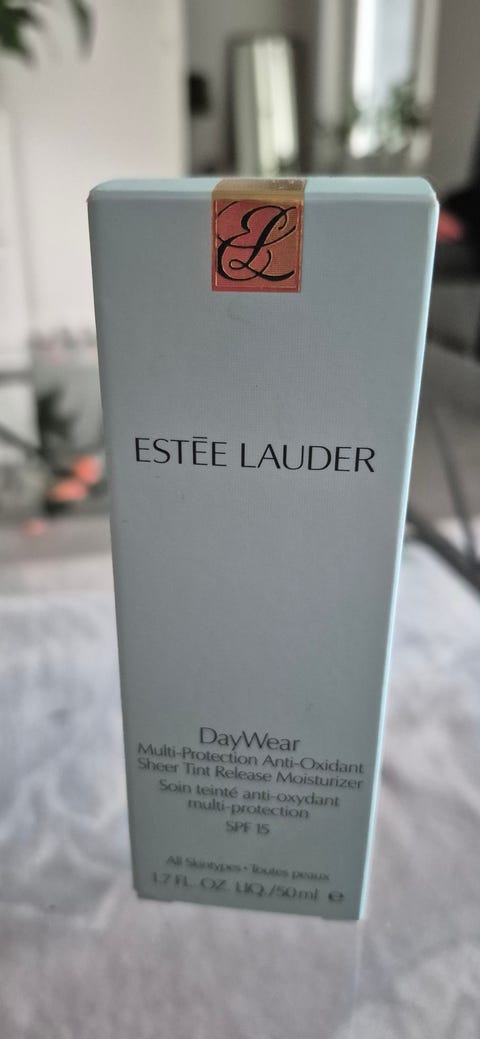 EL
ESTĒE LAUDER
DayWear
Multi-Protection Anti-Oxidant
Sheer Tint Release Moisturizer
Soin teinté anti-oxydant
multi-protection
SPF 15
All Skintypes • Toutes peaux
1.7 FL. OZ. LIQ./50 ml ℮